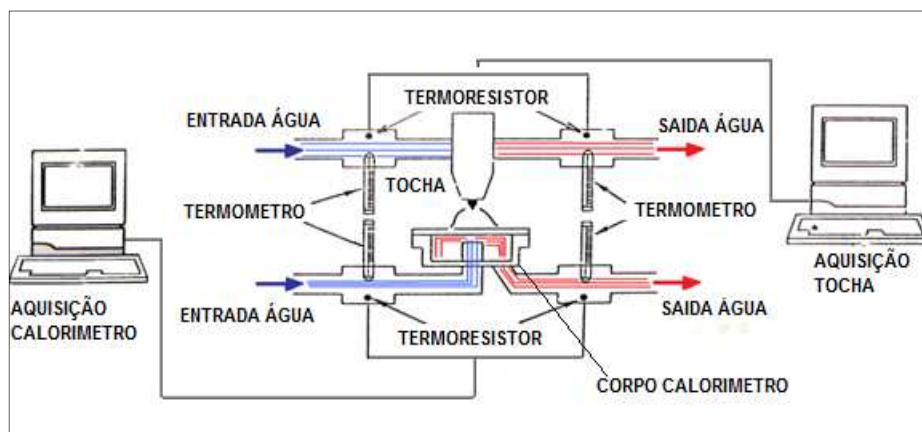 TERMORESISTOR
ENTRADA ÁGUA
SAIDA ÁGUA
TOCHA
TERMOMETRO
TERMOMETRO
AQUISIÇÃO
TOCHA
AQUISIÇÃO
CALORIMETRO
ENTRADA ÁGUA
SAIDA ÁGUA
TERMORESISTOR
CORPO CALORIMETRO